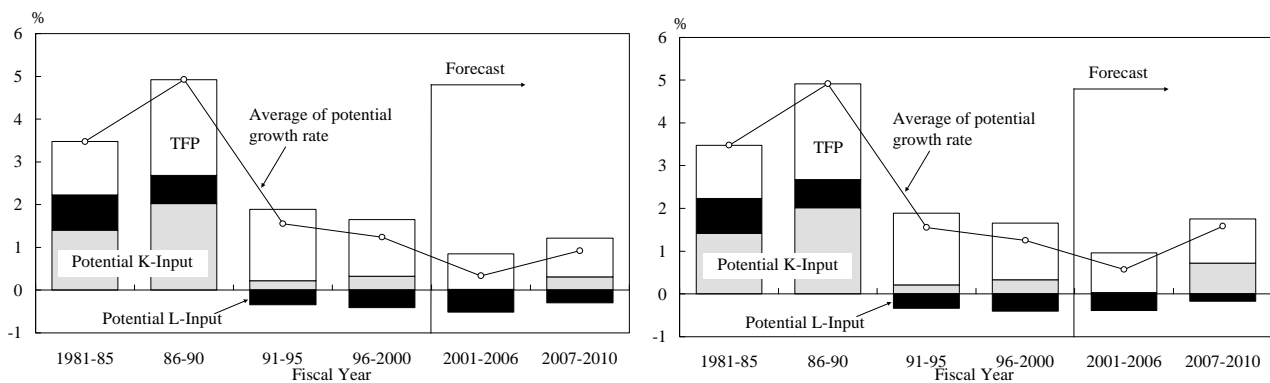 %
6
5
4
3
2
1
0
-1
Forecast
Average of potential
growth rate
TFP
Potential K-Input
Potential L-Input
1981-85
86-90
91-95
96-2000
2001-2006
2007-2010
Fiscal Year
%
6
5
4
3
2
1
0
-1
Forecast
Average of potential
growth rate
TFP
Potential K-Input
Potential L-Input
1981-85
86-90
91-95
96-2000
2001-2006
2007-2010
Fiscal Year